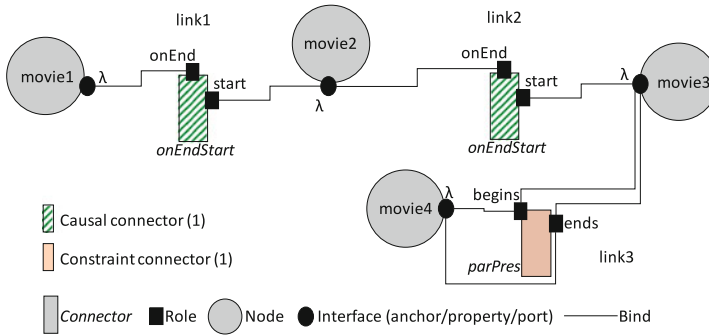 link1
link2
movie1
λ
onEnd
start
onEndStart
movie2
λ
onEnd
start
onEndStart
λ
movie3
movie4
λ
begins
ends
parPres
link3
Causal connector (1)
Constraint connector (1)
Connector
Role
Node
Interface (anchor/property/port)
Bind